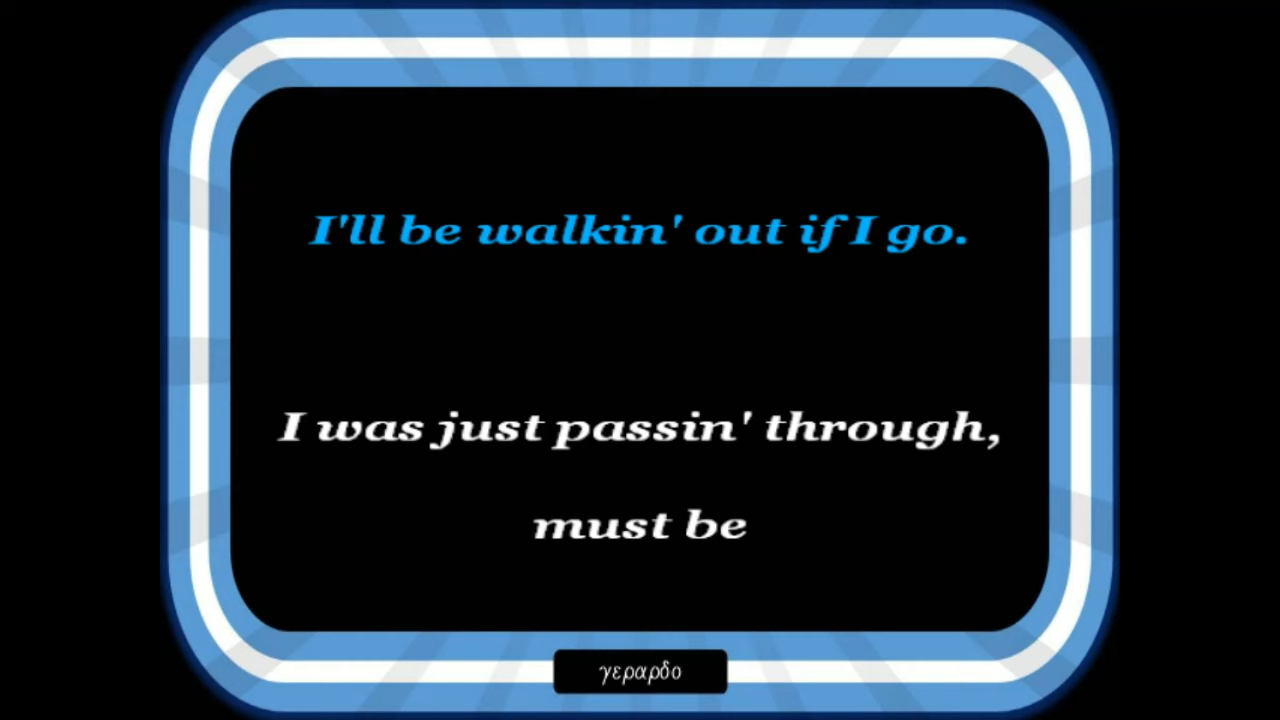 I'll be walkin' out if I go.
I was just passin' through,
must be
γεραρδο